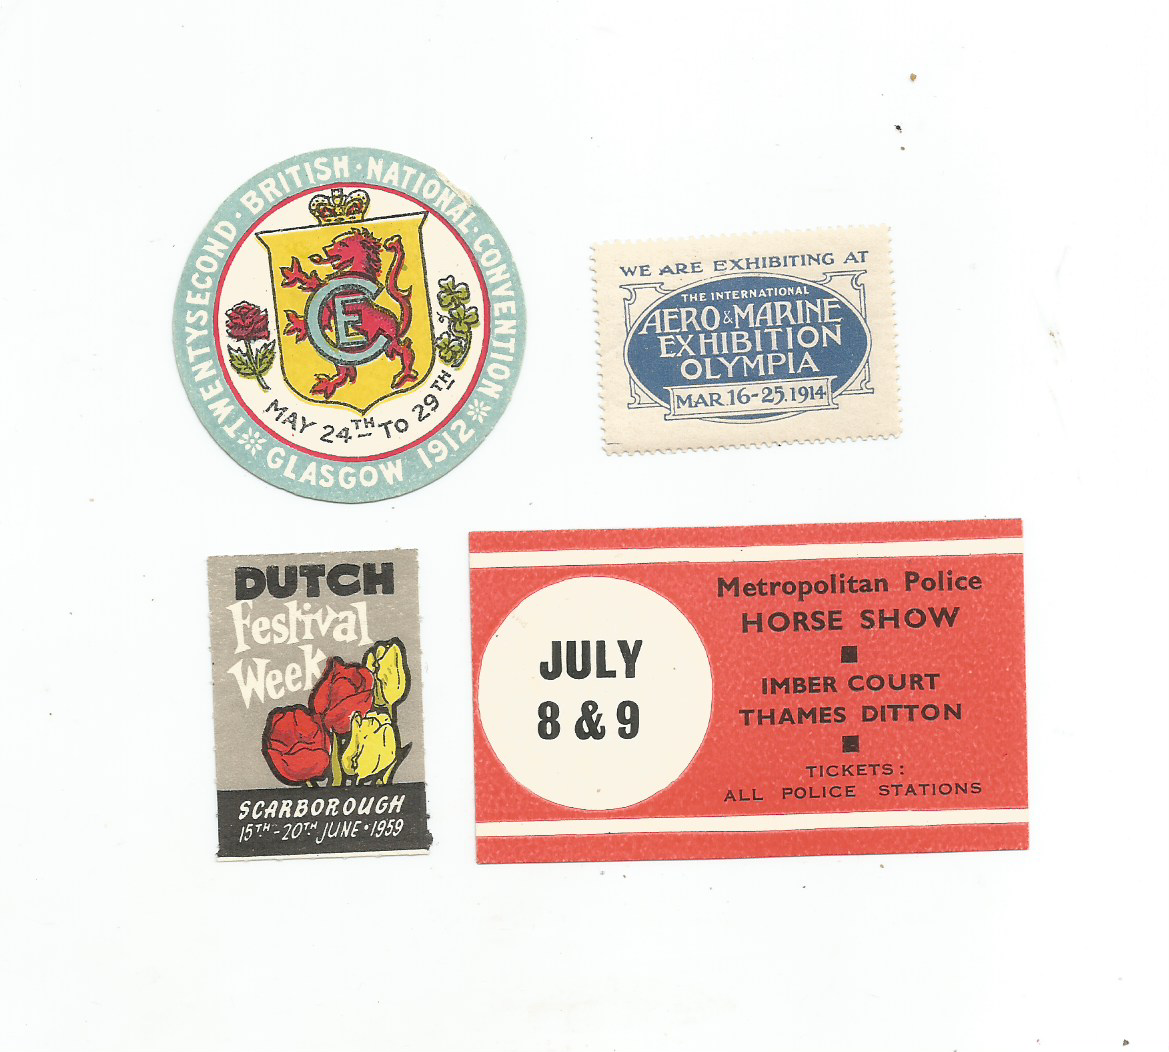 TWENTYSECOND · BRITISH · NATIONAL · CONVENTION
GLASGOW 1912
CE
MAY 24TH TO 29TH
WE ARE EXHIBITING AT
THE INTERNATIONAL
AERO & MARINE
EXHIBITION
OLYMPIA
MAR. 16-25. 1914
DUTCH
Festival
Week
SCARBOROUGH
15TH - 20TH JUNE • 1959
JULY
8 & 9
Metropolitan Police
HORSE SHOW
IMBER COURT
THAMES DITTON
TICKETS:
ALL POLICE STATIONS